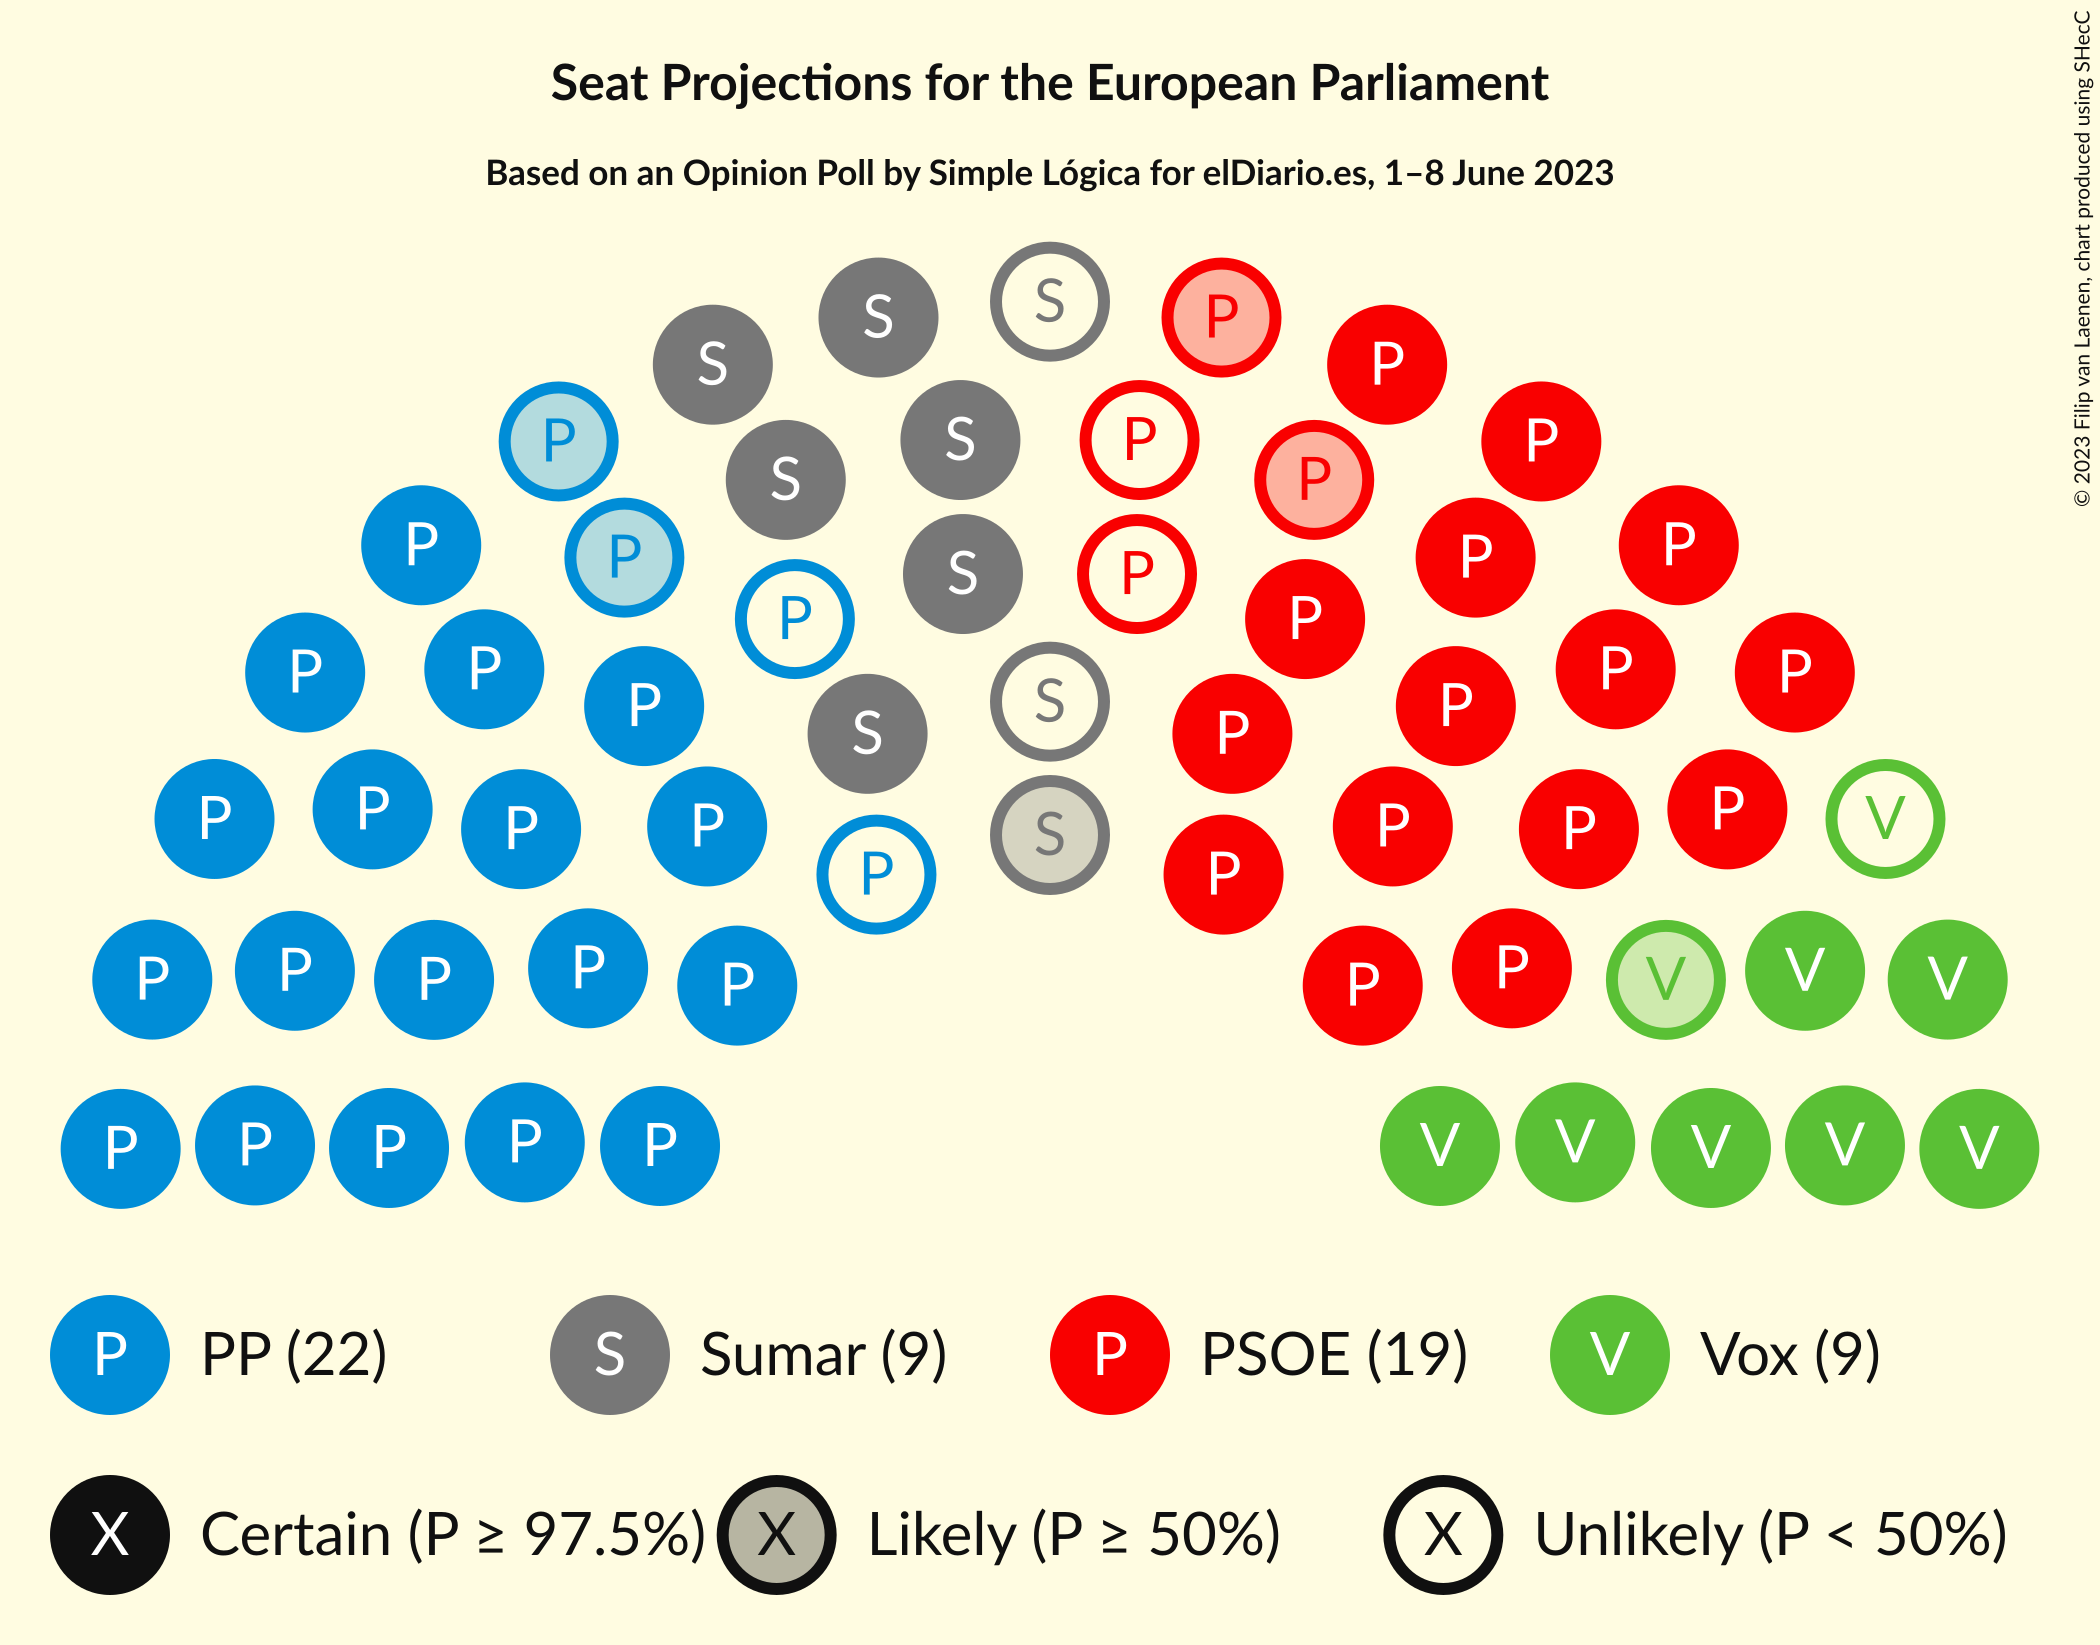 Seat Projections for the European Parliament
Based on an Opinion Poll by Simple Lógica for elDiario.es, 1–8 June 2023
© 2023 Filip van Laenen, chart produced using SHecC
S
S S
P P
S S
P P
P P
S S
P P
P P
S P
P P P P
P P
P P P P
P P
S S
P P
P P P P
V
P P P P
P S P
P P P P P
P P V V V
P P P P P
V V V V V
P PP (22) S Sumar (9) P PSOE (19) V Vox (9)
X Certain (P ≥ 97.5%) X Likely (P ≥ 50%) X Unlikely (P < 50%)